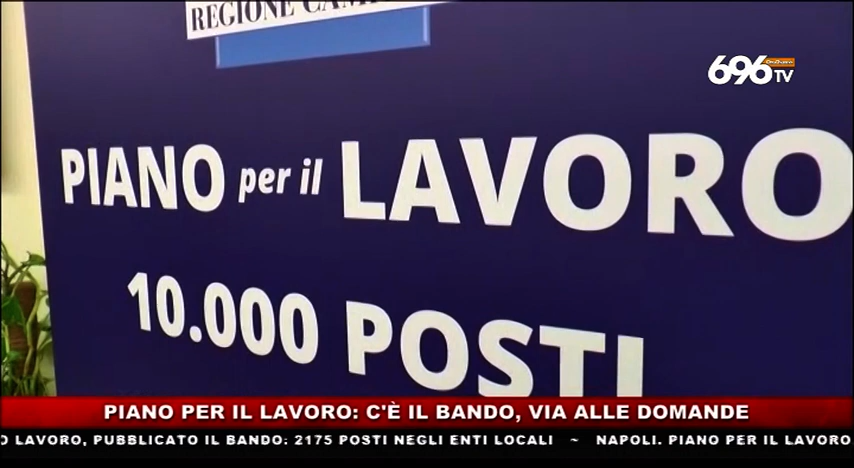 REGIONE CAM
696 TV
PIANO per il LAVORO
10.000 POSTI
PIANO PER IL LAVORO: C'È IL BANDO, VIA ALLE DOMANDE
O LAVORO, PUBBLICATO IL BANDO: 2175 POSTI NEGLI ENTI LOCALI ~ NAPOLI. PIANO PER IL LAVORO